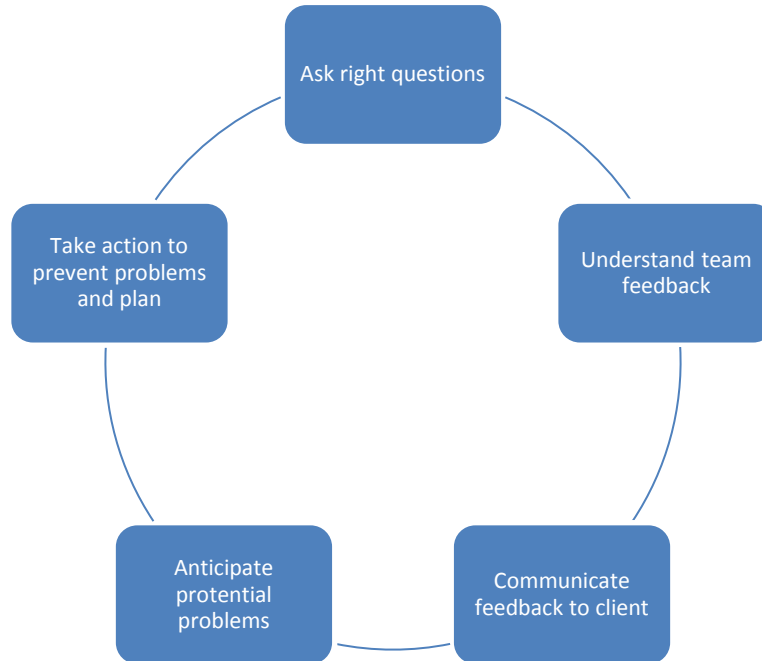 Ask right questions
Understand team
feedback
Communicate
feedback to client
Anticipate
protential
problems
Take action to
prevent problems
and plan